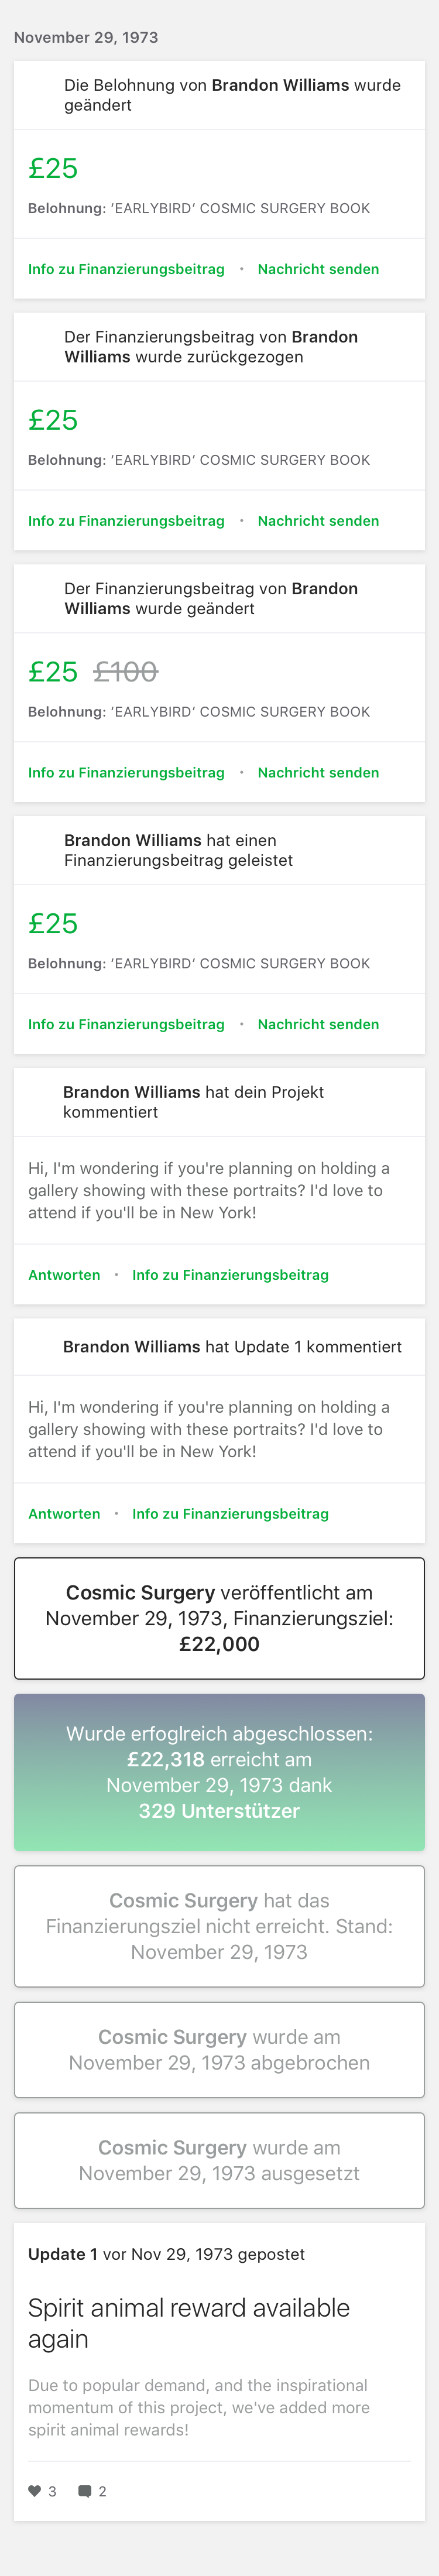 November 29, 1973
Die Belohnung von Brandon Williams wurde
geändert
£25
Belohnung: ‘EARLYBIRD’ COSMIC SURGERY BOOK
Info zu Finanzierungsbeitrag • Nachricht senden
Der Finanzierungsbeitrag von Brandon
Williams wurde zurückgezogen
£25
Belohnung: ‘EARLYBIRD’ COSMIC SURGERY BOOK
Info zu Finanzierungsbeitrag • Nachricht senden
Der Finanzierungsbeitrag von Brandon
Williams wurde geändert
£25 £100
Belohnung: ‘EARLYBIRD’ COSMIC SURGERY BOOK
Info zu Finanzierungsbeitrag • Nachricht senden
Brandon Williams hat einen
Finanzierungsbeitrag geleistet
£25
Belohnung: ‘EARLYBIRD’ COSMIC SURGERY BOOK
Info zu Finanzierungsbeitrag • Nachricht senden
Brandon Williams hat dein Projekt
kommentiert
Hi, I'm wondering if you're planning on holding a
gallery showing with these portraits? I'd love to
attend if you'll be in New York!
Antworten • Info zu Finanzierungsbeitrag
Brandon Williams hat Update 1 kommentiert
Hi, I'm wondering if you're planning on holding a
gallery showing with these portraits? I'd love to
attend if you'll be in New York!
Antworten • Info zu Finanzierungsbeitrag
Cosmic Surgery veröffentlicht am
November 29, 1973, Finanzierungsziel:
£22,000
Wurde erfoglreich abgeschlossen:
£22,318 erreicht am
November 29, 1973 dank
329 Unterstützer
Cosmic Surgery hat das
Finanzierungsziel nicht erreicht. Stand:
November 29, 1973
Cosmic Surgery wurde am
November 29, 1973 abgebrochen
Cosmic Surgery wurde am
November 29, 1973 ausgesetzt
Update 1 vor Nov 29, 1973 gepostet
Spirit animal reward available
again
Due to popular demand, and the inspirational
momentum of this project, we've added more
spirit animal rewards!
3 2